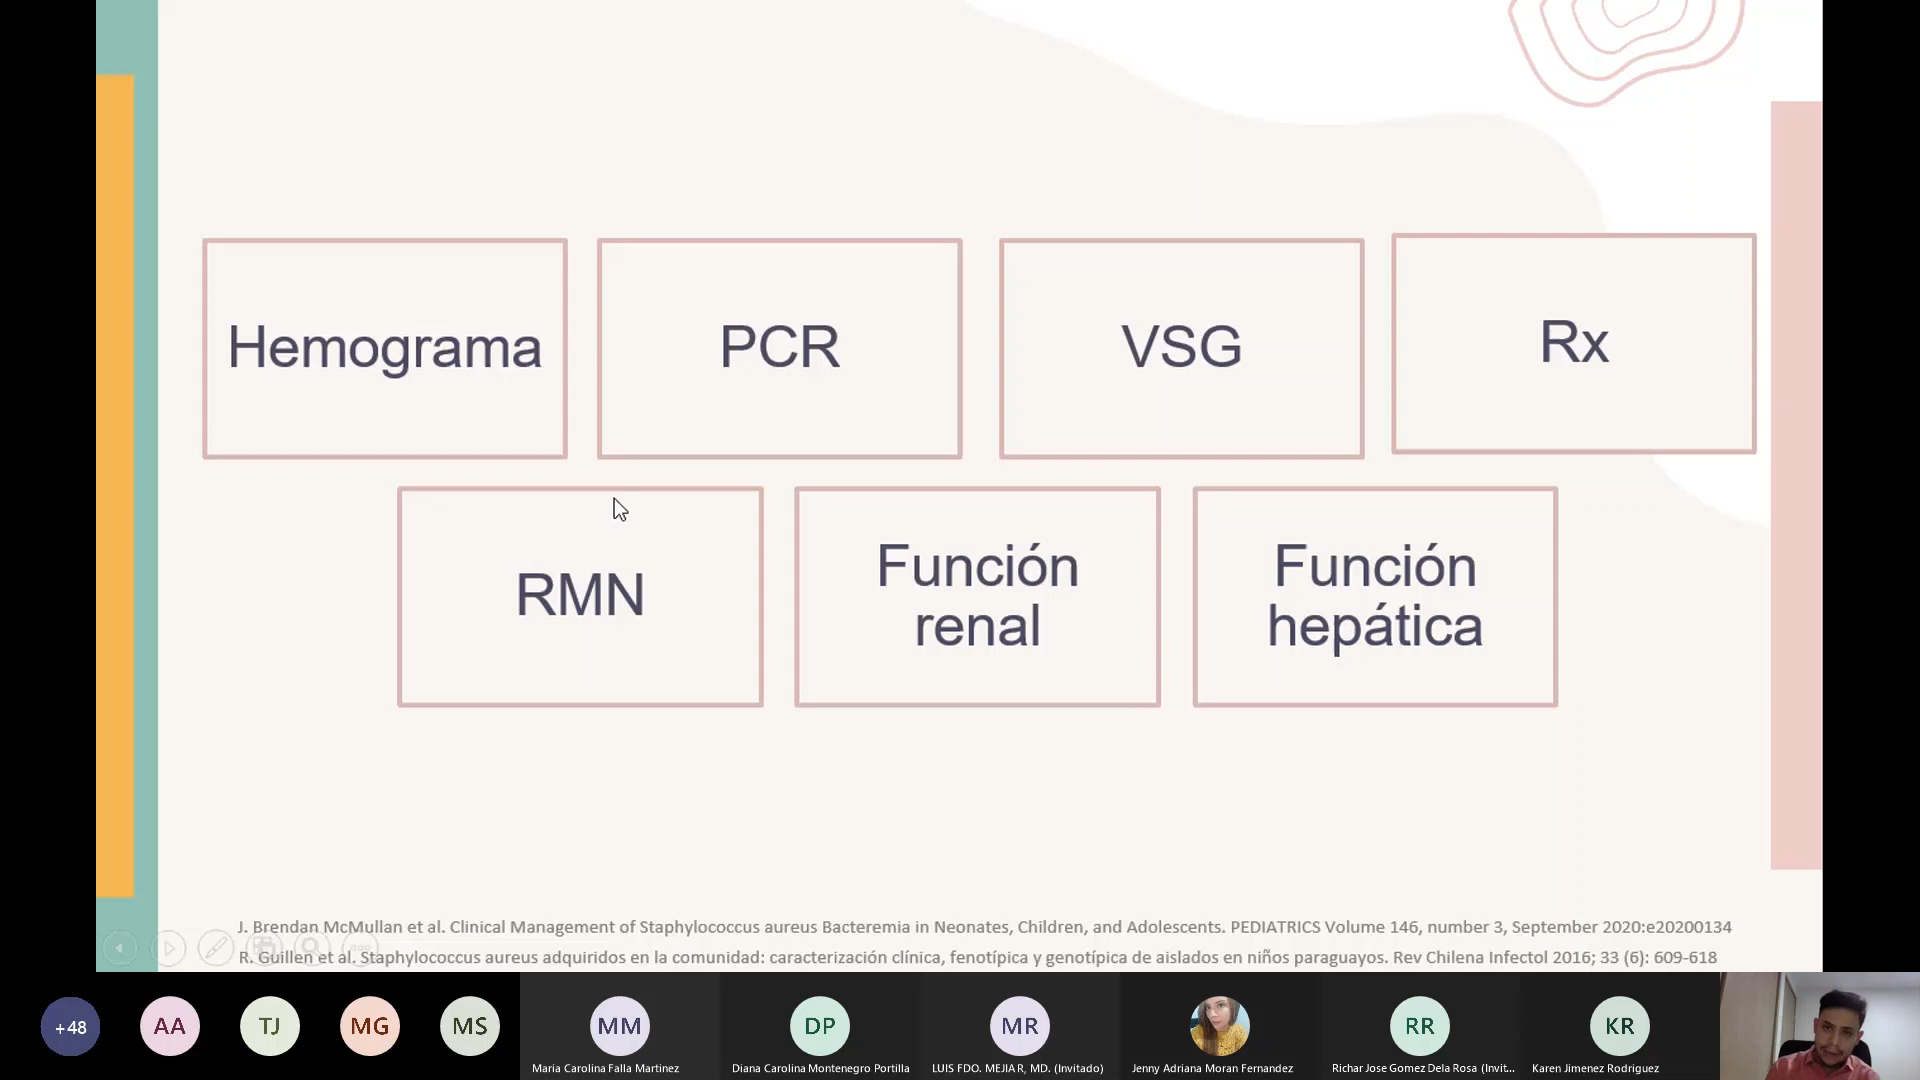 Hemograma
PCR
VSG
Rx
RMN
Función
renal
Función
hepática
J. Brendan McMullan et al. Clinical Management of Staphylococcus aureus Bacteremia in Neonates, Children, and Adolescents. PEDIATRICS Volume 146, number 3, September 2020:e20200134
R. Guillen et al. Staphylococcus aureus adquiridos en la comunidad: caracterización clínica, fenotípica y genotípica de aislados en niños paraguayos. Rev Chilena Infectol 2016; 33 (6): 609-618
+48
AA
TJ
MG
MS
MM
DP
MR
RR
KR
Maria Carolina Falla Martinez
Diana Carolina Montenegro Portilla
LUIS FDO. MEJIA R, MD. (Invitado)
Jenny Adriana Moran Fernandez
Richar Jose Gomez Dela Rosa (Invit...
Karen Jimenez Rodriguez